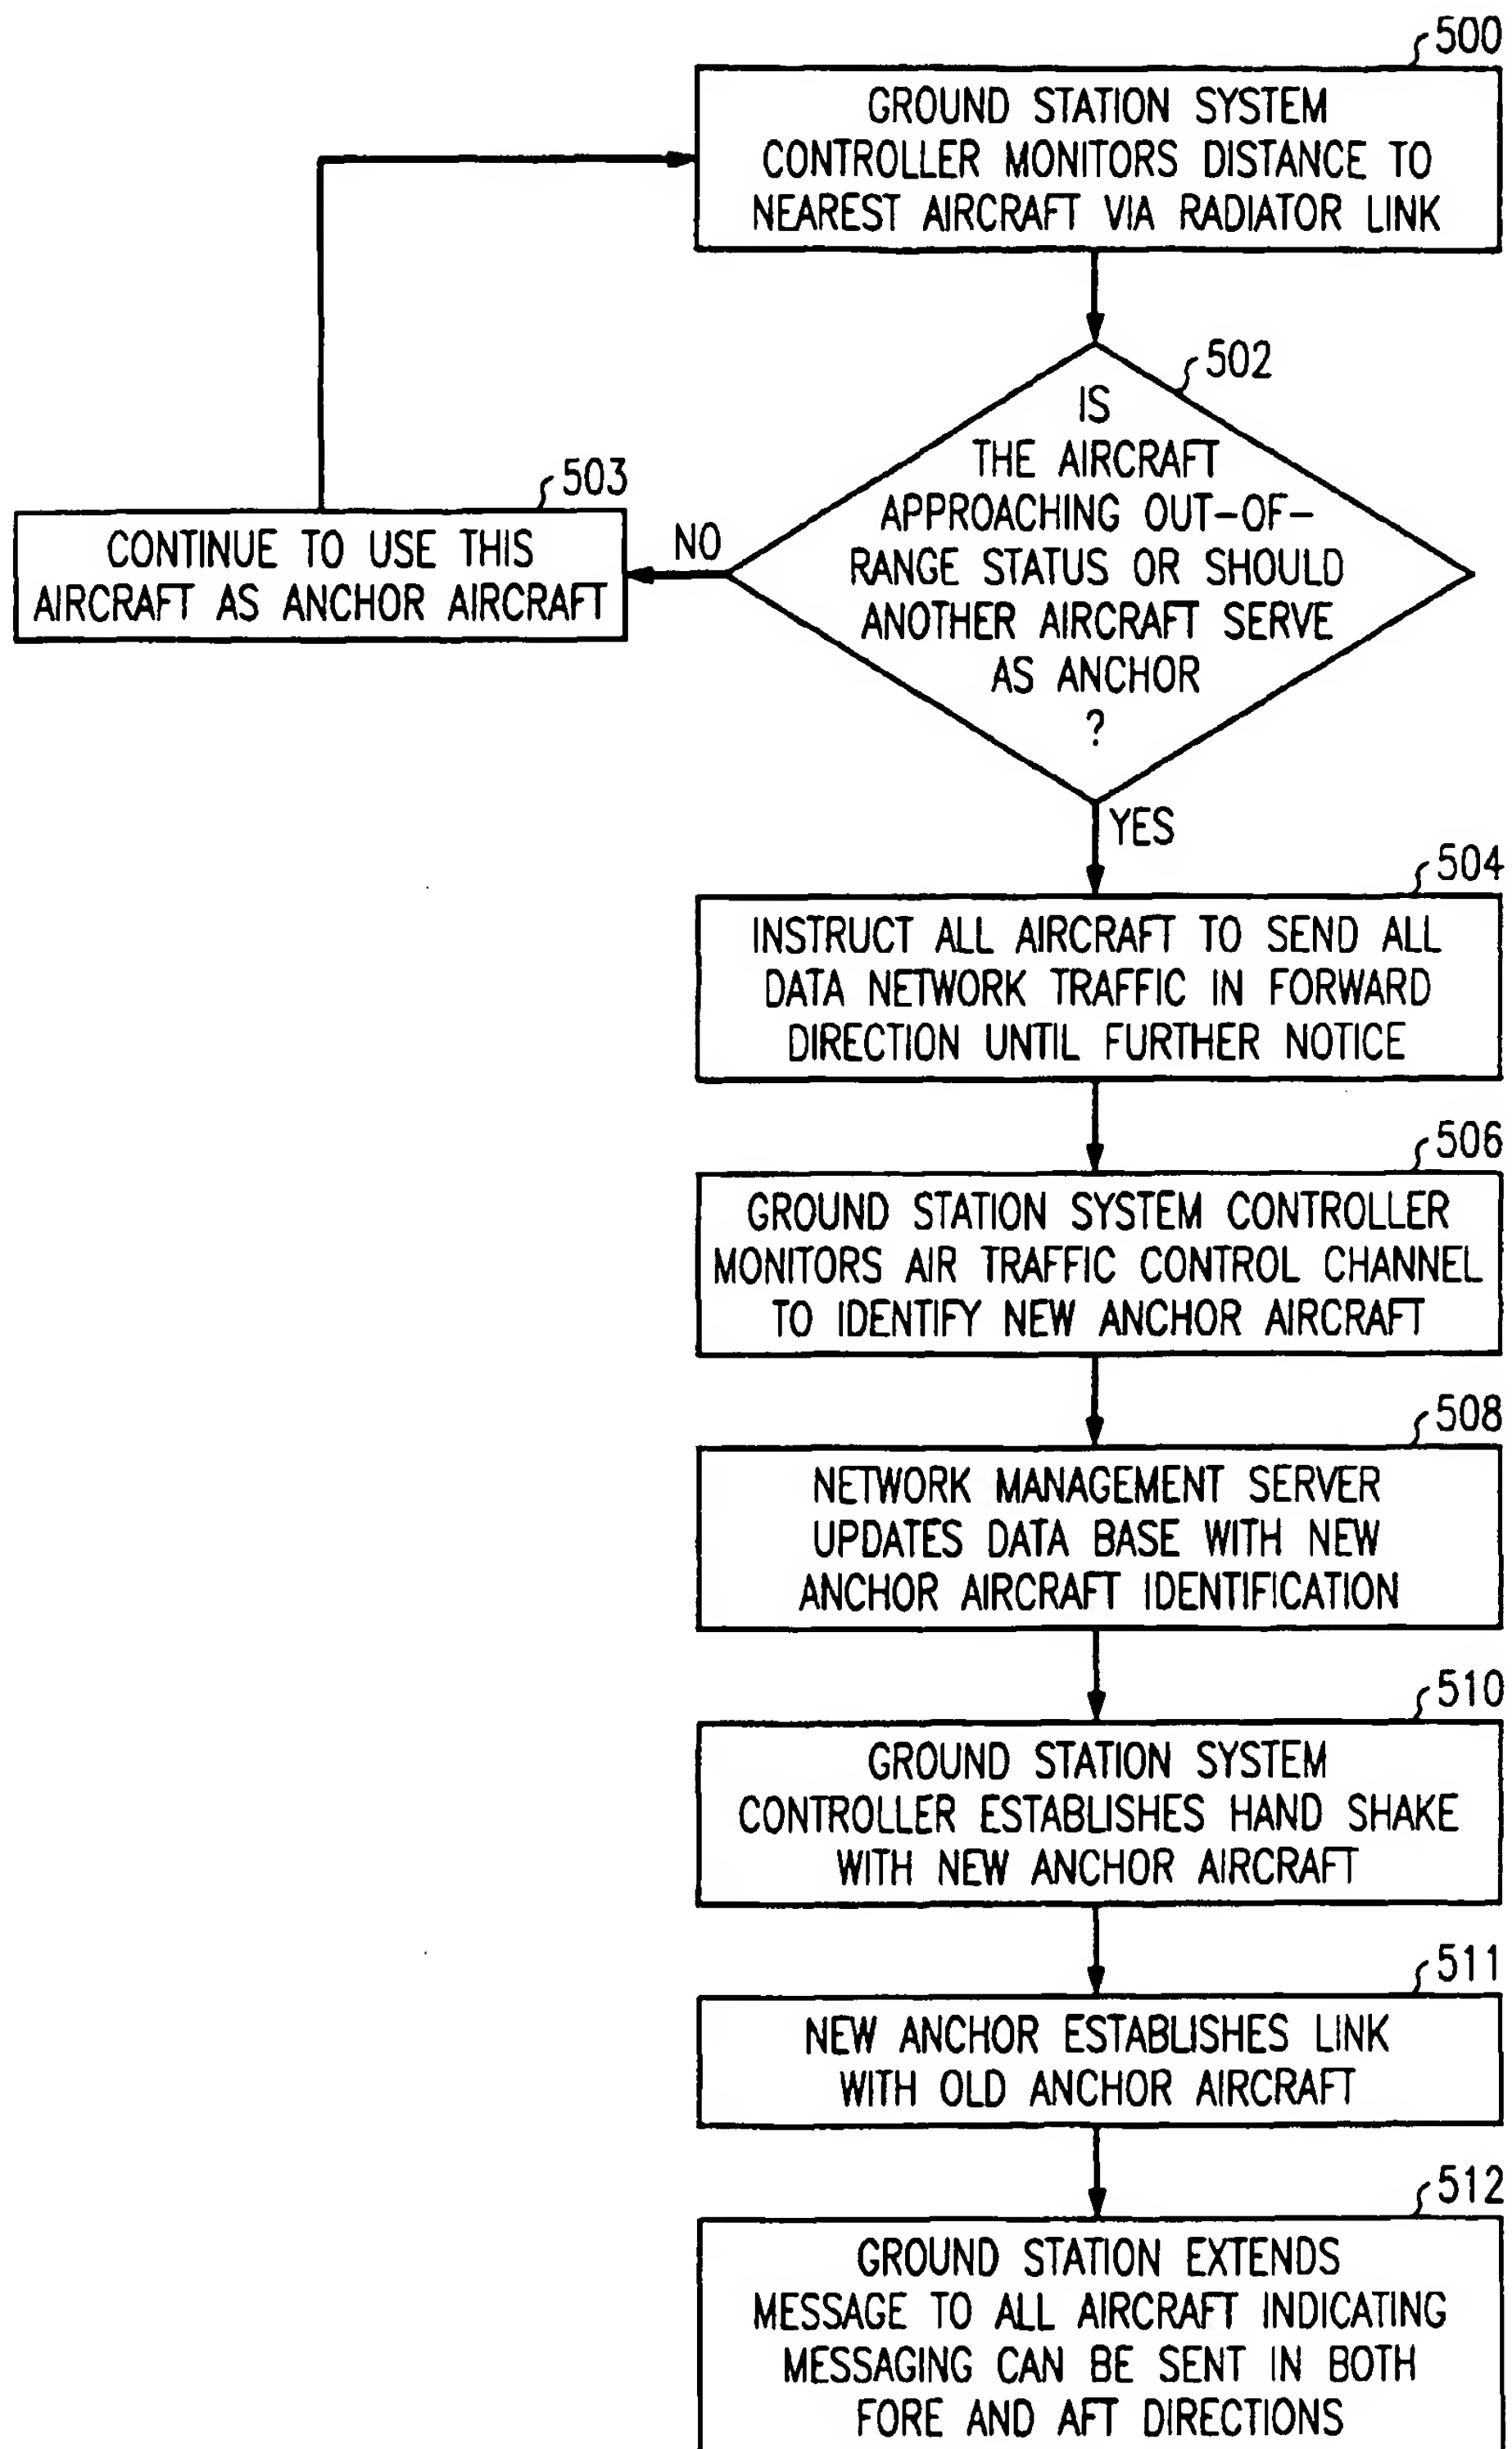 500
GROUND STATION SYSTEM
CONTROLLER MONITORS DISTANCE TO
NEAREST AIRCRAFT VIA RADIATOR LINK
502
IS
THE AIRCRAFT
APPROACHING OUT-OF-
RANGE STATUS OR SHOULD
ANOTHER AIRCRAFT SERVE
AS ANCHOR
?
NO
503
CONTINUE TO USE THIS
AIRCRAFT AS ANCHOR AIRCRAFT
YES
504
INSTRUCT ALL AIRCRAFT TO SEND ALL
DATA NETWORK TRAFFIC IN FORWARD
DIRECTION UNTIL FURTHER NOTICE
506
GROUND STATION SYSTEM CONTROLLER
MONITORS AIR TRAFFIC CONTROL CHANNEL
TO IDENTIFY NEW ANCHOR AIRCRAFT
508
NETWORK MANAGEMENT SERVER
UPDATES DATA BASE WITH NEW
ANCHOR AIRCRAFT IDENTIFICATION
510
GROUND STATION SYSTEM
CONTROLLER ESTABLISHES HAND SHAKE
WITH NEW ANCHOR AIRCRAFT
511
NEW ANCHOR ESTABLISHES LINK
WITH OLD ANCHOR AIRCRAFT
512
GROUND STATION EXTENDS
MESSAGE TO ALL AIRCRAFT INDICATING
MESSAGING CAN BE SENT IN BOTH
FORE AND AFT DIRECTIONS